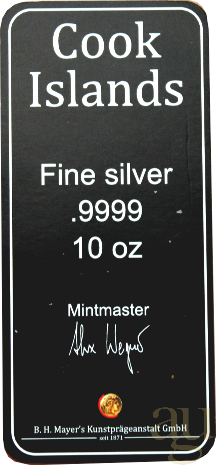 Cook
Islands
Fine silver
.9999
10 oz
Mintmaster
B. H. Mayer's Kunstprägeanstalt GmbH
seit 1871